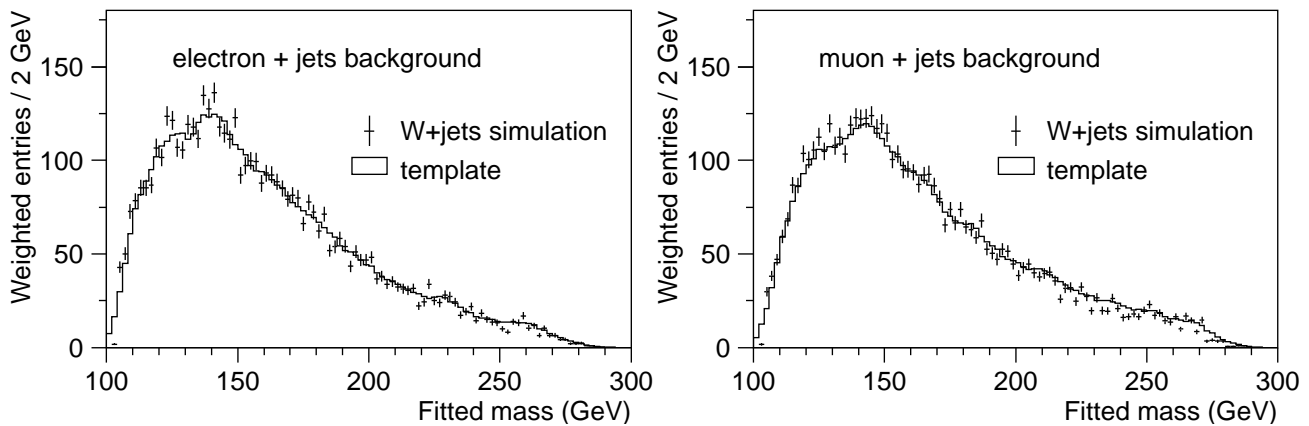 Weighted entries / 2 GeV
150
100
50
0
electron + jets background
W+jets simulation
template
100 150 200 250 300
Fitted mass (GeV)
Weighted entries / 2 GeV
150
100
50
0
muon + jets background
W+jets simulation
template
100 150 200 250 300
Fitted mass (GeV)